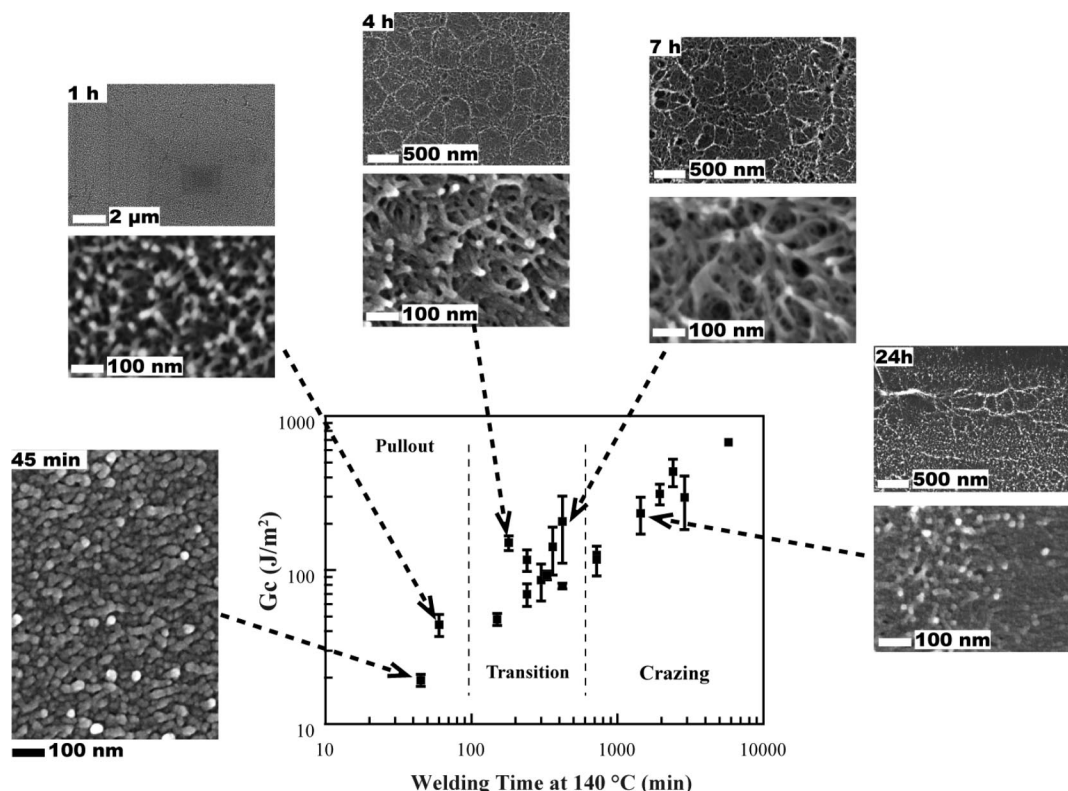 4 h
500 nm
100 nm
7 h
500 nm
100 nm
1 h
2 µm
100 nm
24h
500 nm
100 nm
45 min
100 nm
1000
100
10
Gc (J/m²)
Pullout
Transition
Crazing
10
100
1000
10000
Welding Time at 140 °C (min)